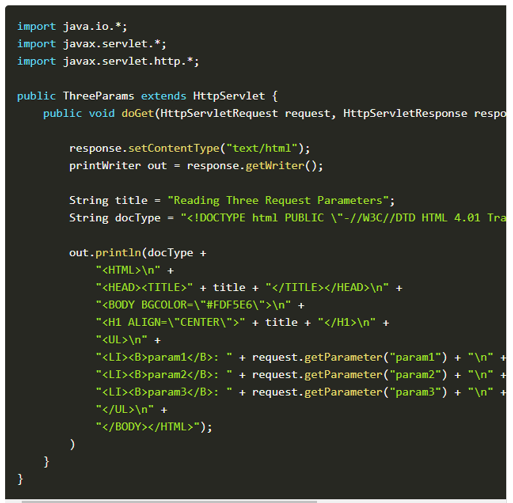 import java.io.*;
import javax.servlet.*;
import javax.servlet.http.*;
public ThreeParams extends HttpServlet {
public void doGet(HttpServletRequest request, HttpServletResponse respo
response.setContentType("text/html");
printWriter out = response.getWriter();
String title = "Reading Three Request Parameters";
String docType = "<!DOCTYPE html PUBLIC \"-//W3C//DTD HTML 4.01 Tra
out.println(docType +
"<HTML>\n" +
"<HEAD><TITLE>" + title + "</TITLE></HEAD>\n" +
"<BODY BGCOLOR=\"#FDF5E6\">\n" +
"<H1 ALIGN=\"CENTER\">" + title + "</H1>\n" +
"<UL>\n" +
"<LI><B>param1</B>: " + request.getParameter("param1") + "\n" +
"<LI><B>param2</B>: " + request.getParameter("param2") + "\n" +
"<LI><B>param3</B>: " + request.getParameter("param3") + "\n" +
"</UL>\n" +
"</BODY></HTML>");
)
}
}